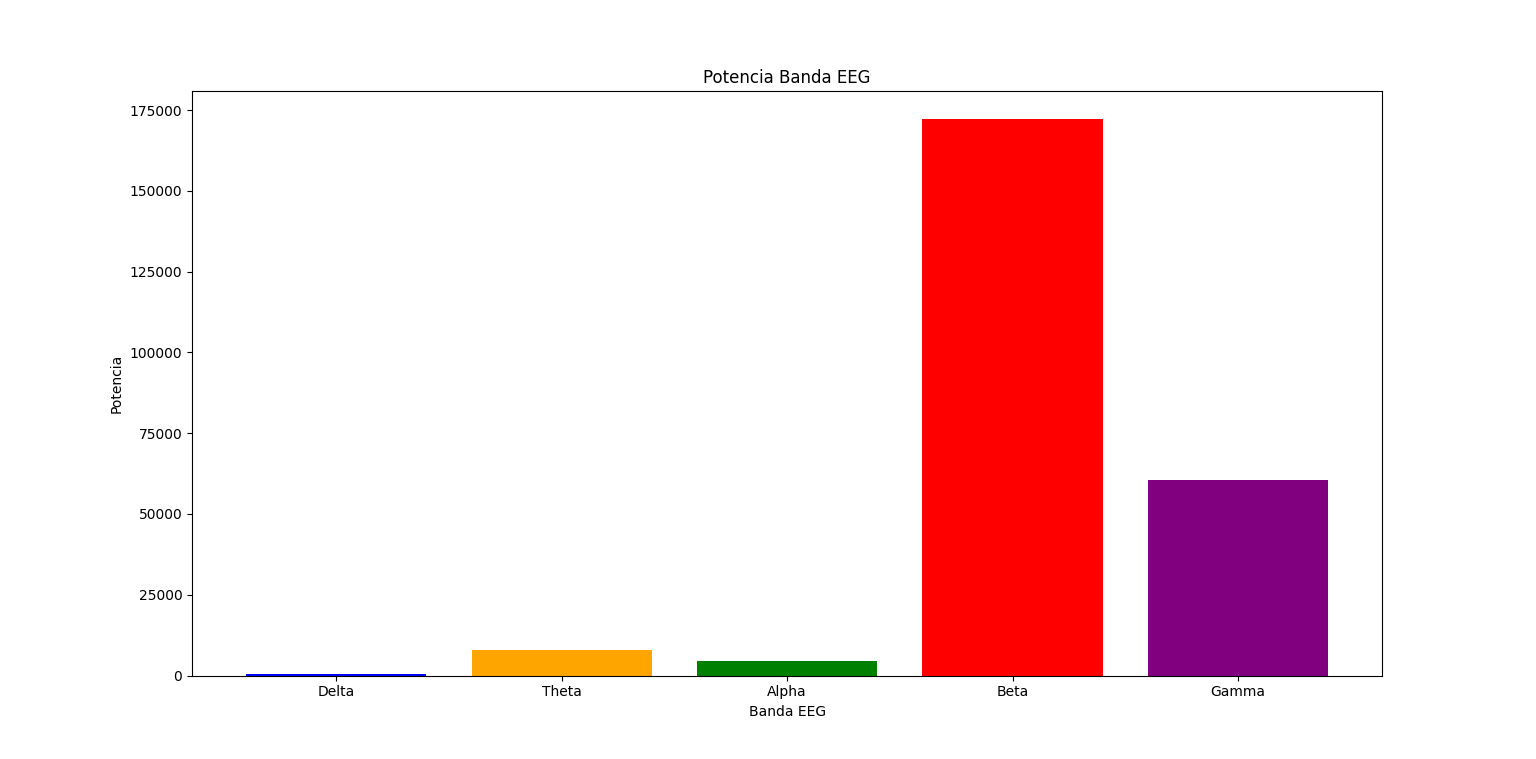 Potencia Banda EEG
175000
150000
125000
100000
75000
50000
25000
0
Potencia
Delta Theta Alpha Beta Gamma
Banda EEG